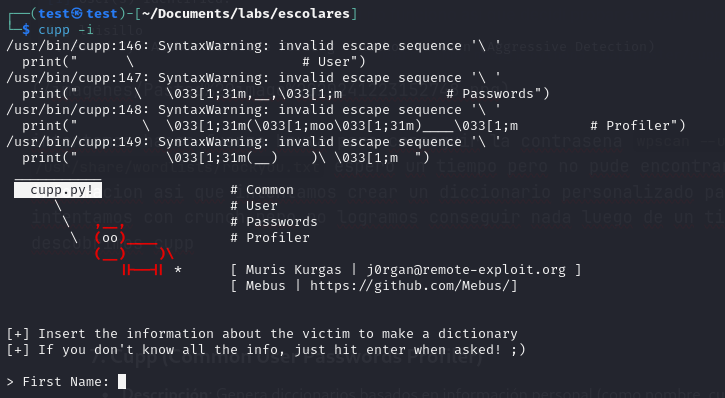 ┌──(test㉿test)-[~/Documents/labs/escolares]
└─$ cupp -i
/usr/bin/cupp:146: SyntaxWarning: invalid escape sequence '\ '
  print("      \                     # User")
/usr/bin/cupp:147: SyntaxWarning: invalid escape sequence '\ '
  print("       \   \033[1;31m,__,\033[1;m             # Passwords")
/usr/bin/cupp:148: SyntaxWarning: invalid escape sequence '\ '
  print("        \  \033[1;31m(\033[1;moo\033[1;31m)____\033[1;m         # Profiler")
/usr/bin/cupp:149: SyntaxWarning: invalid escape sequence '\ '
  print("           \033[1;31m(__)    )\ \033[1;m  ")
 ___________
   cupp.py!                 # Common
      \                     # User
       \   ,__,             # Passwords
        \  (oo)____         # Profiler
           (__)    )\
              ||--|| *      [ Muris Kurgas | j0rgan@remote-exploit.org ]
                            [ Mebus | https://github.com/Mebus/]
[+] Insert the information about the victim to make a dictionary
[+] If you don't know all the info, just hit enter when asked! ;)
> First Name: